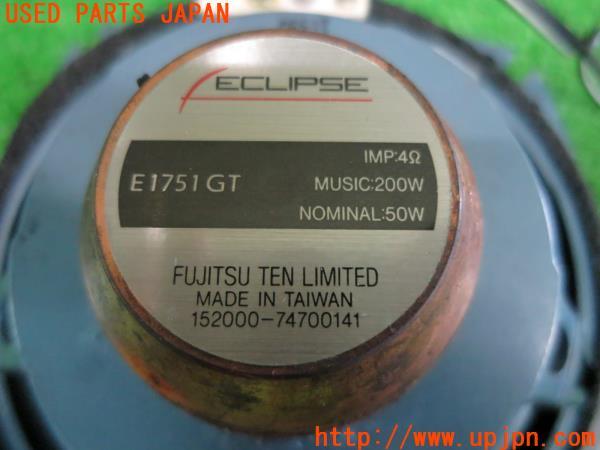 USED PARTS JAPAN
ECLIPSE
IMP:4Ω
E1751GT
MUSIC:200W
NOMINAL:50W
FUJITSU TEN LIMITED
MADE IN TAIWAN
152000-74700141
http://www.upjpn.com